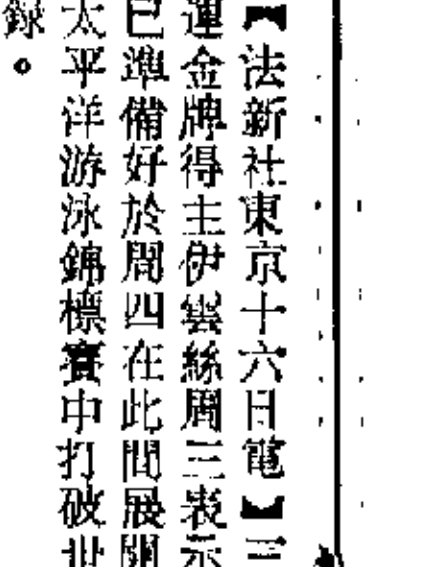 【法新社東京十六日電】三
運金牌得主伊雲絲周三表示
已準備好於周四在此間展開
太平洋游泳錦標賽中打破世
録。